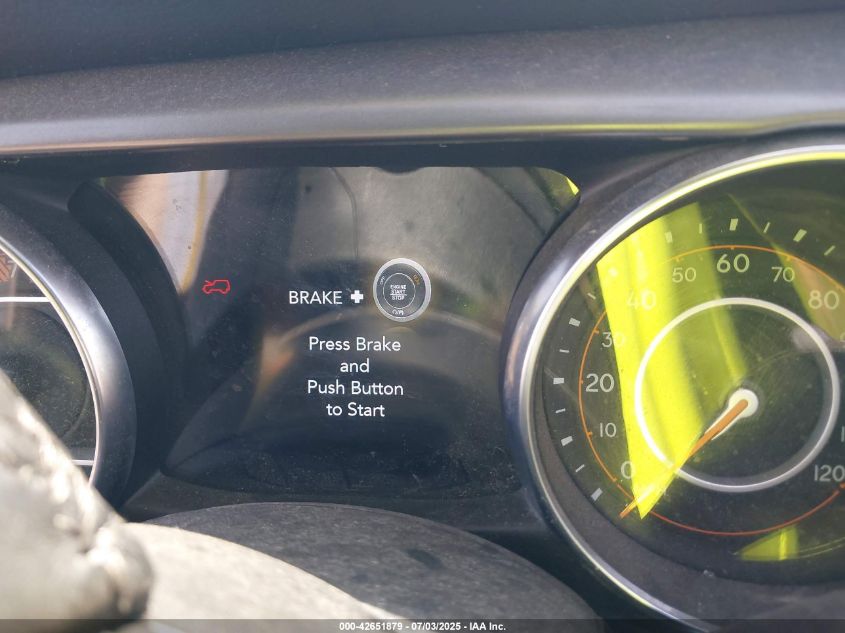 BRAKE +
ENGINE
START
STOP
Press Brake
and
Push Button
to Start
0
10
20
30
40
50
60
70
80
120
000-42651879 - 07/03/2025 - IAA Inc.